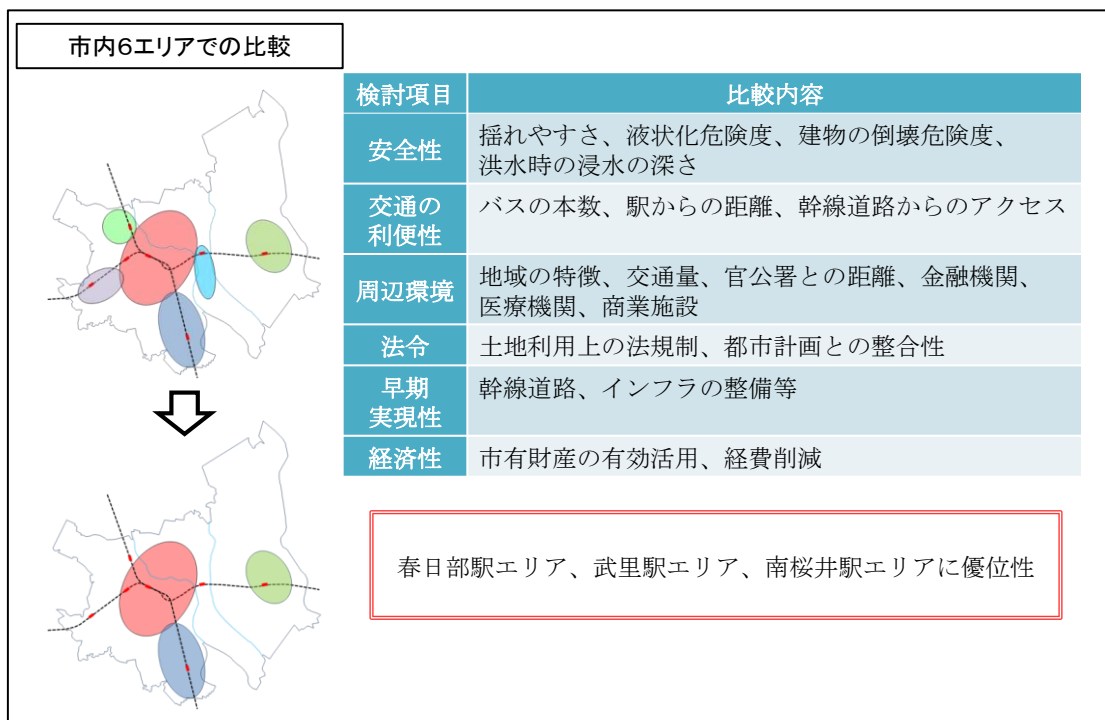 市内6エリアでの比較
検討項目
比較内容
安全性
揺れやすさ、液状化危険度、建物の倒壊危険度、
洪水時の浸水の深さ
交通の
利便性
バスの本数、駅からの距離、幹線道路からのアクセス
周辺環境
地域の特徴、交通量、官公署との距離、金融機関、
医療機関、商業施設
法令
土地利用上の法規制、都市計画との整合性
早期
実現性
幹線道路、インフラの整備等
経済性
市有財産の有効活用、経費削減
春日部駅エリア、武里駅エリア、南桜井駅エリアに優位性